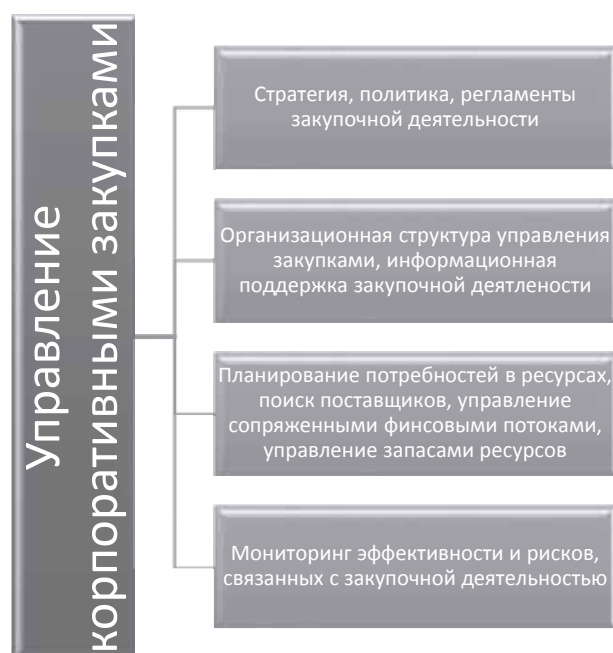 Управление
корпоративными закупками
Стратегия, политика, регламенты
закупочной деятельности
Организационная структура управления
закупками, информационная
поддержка закупочной деятлености
Планирование потребностей в ресурсах,
поиск поставщиков, управление
сопряженными финсовыми потоками,
управление запасами ресурсов
Мониторинг эффективности и рисков,
связанных с закупочной деятельностью